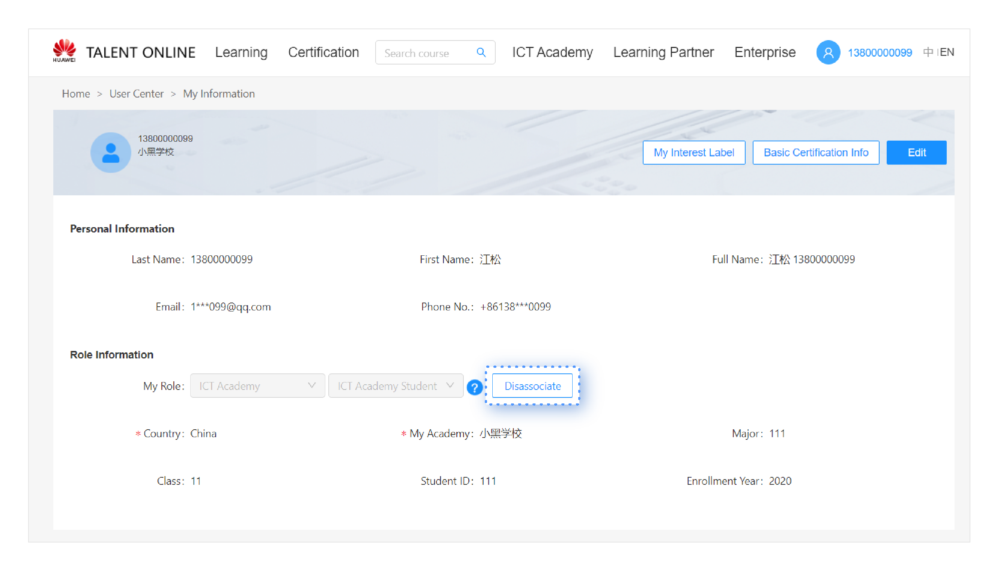 HUAWEI TALENT ONLINE Learning Certification Search course ICT Academy Learning Partner Enterprise 13800000099 中 | EN
Home > User Center > My Information
13800000099
小黑学校
My Interest Label Basic Certification Info Edit
Personal Information
Last Name: 13800000099 First Name: 江松 Full Name: 江松 13800000099
Email: 1***099@qq.com Phone No.: +86138***0099
Role Information
My Role: ICT Academy ICT Academy Student ? Disassociate
* Country: China * My Academy: 小黑学校 Major: 111
Class: 11 Student ID: 111 Enrollment Year: 2020